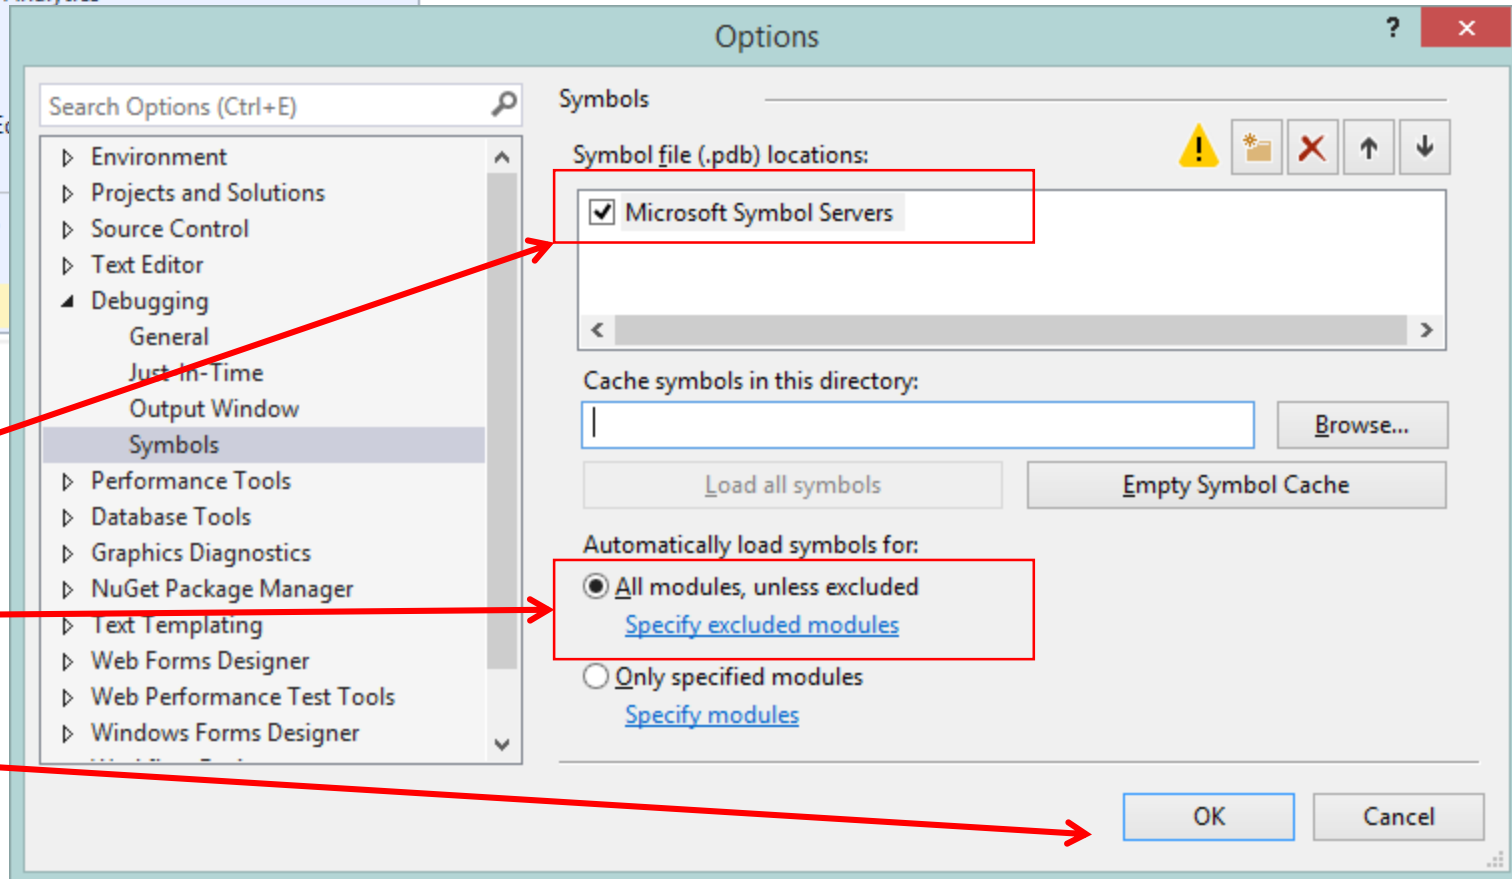 Options
?
Search Options (Ctrl+E)
Environment
Projects and Solutions
Source Control
Text Editor
Debugging
General
Just-In-Time
Output Window
Symbols
Performance Tools
Database Tools
Graphics Diagnostics
NuGet Package Manager
Text Templating
Web Forms Designer
Web Performance Test Tools
Windows Forms Designer
Symbols
Symbol file (.pdb) locations:
Microsoft Symbol Servers
Cache symbols in this directory:
Browse...
Load all symbols
Empty Symbol Cache
Automatically load symbols for:
All modules, unless excluded
Specify excluded modules
Only specified modules
Specify modules
OK
Cancel